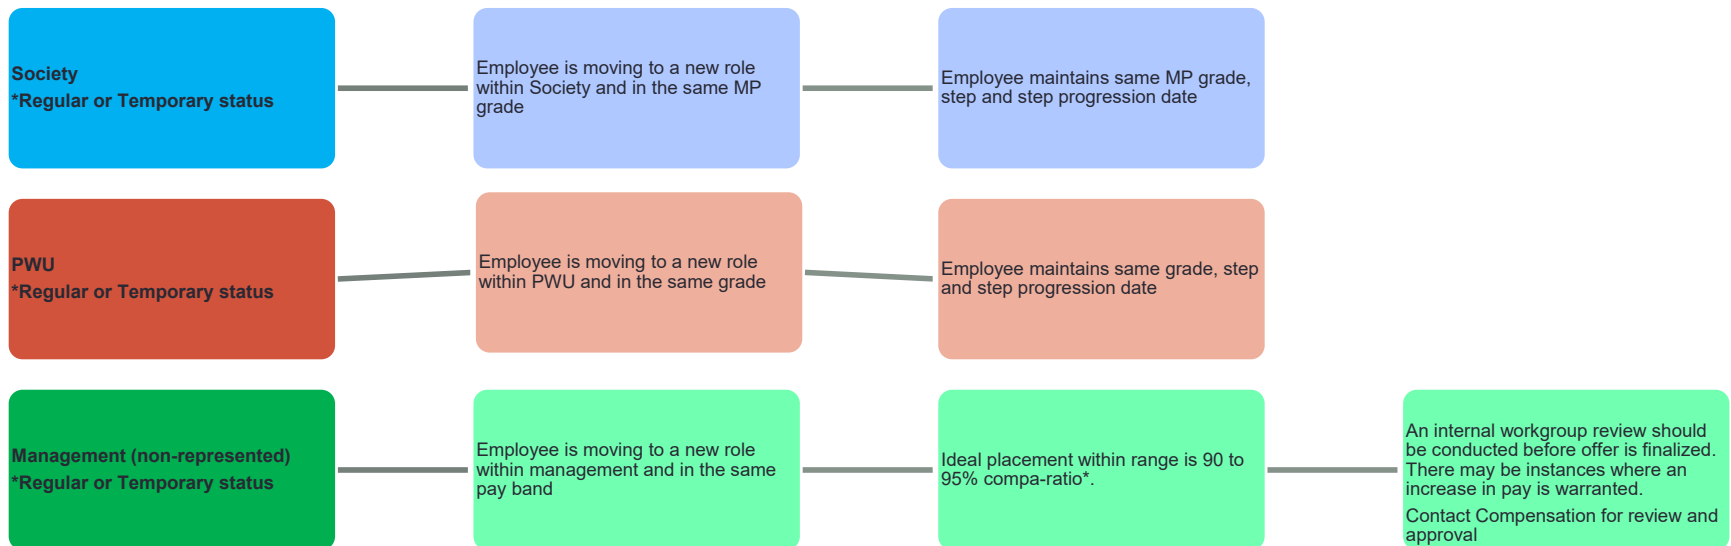 Society
*Regular or Temporary status
Employee is moving to a new role
within Society and in the same MP
grade
Employee maintains same MP grade,
step and step progression date
PWU
*Regular or Temporary status
Employee is moving to a new role
within PWU and in the same grade
Employee maintains same grade, step
and step progression date
Management (non-represented)
*Regular or Temporary status
Employee is moving to a new role
within management and in the same
pay band
Ideal placement within range is 90 to
95% compa-ratio*.
An internal workgroup review should
be conducted before offer is finalized.
There may be instances where an
increase in pay is warranted.
Contact Compensation for review and
approval